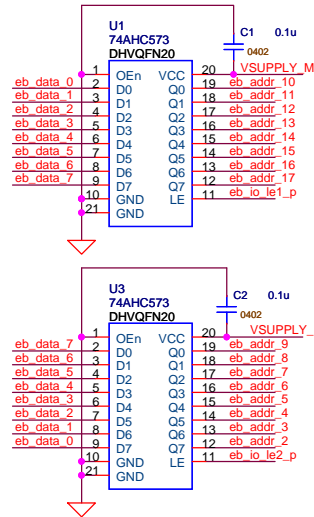 U1
74AHC573
DHVQFN20
C1 0.1u
0402
1 OEn VCC 20 VSUPPLY_M
eb_data_0 2 D0 Q0 19 eb_addr_10
eb_data_1 3 D1 Q1 18 eb_addr_11
eb_data_2 4 D2 Q2 17 eb_addr_12
eb_data_3 5 D3 Q3 16 eb_addr_13
eb_data_4 6 D4 Q4 15 eb_addr_14
eb_data_5 7 D5 Q5 14 eb_addr_15
eb_data_6 8 D6 Q6 13 eb_addr_16
eb_data_7 9 D7 Q7 12 eb_addr_17
10 GND LE 11 eb_io_le1_p
21 GND
U3
74AHC573
DHVQFN20
C2 0.1u
0402
1 OEn VCC 20 VSUPPLY_
eb_data_7 2 D0 Q0 19 eb_addr_9
eb_data_6 3 D1 Q1 18 eb_addr_8
eb_data_5 4 D2 Q2 17 eb_addr_7
eb_data_4 5 D3 Q3 16 eb_addr_6
eb_data_3 6 D4 Q4 15 eb_addr_5
eb_data_2 7 D5 Q5 14 eb_addr_4
eb_data_1 8 D6 Q6 13 eb_addr_3
eb_data_0 9 D7 Q7 12 eb_addr_2
10 GND LE 11 eb_io_le2_p
21 GND